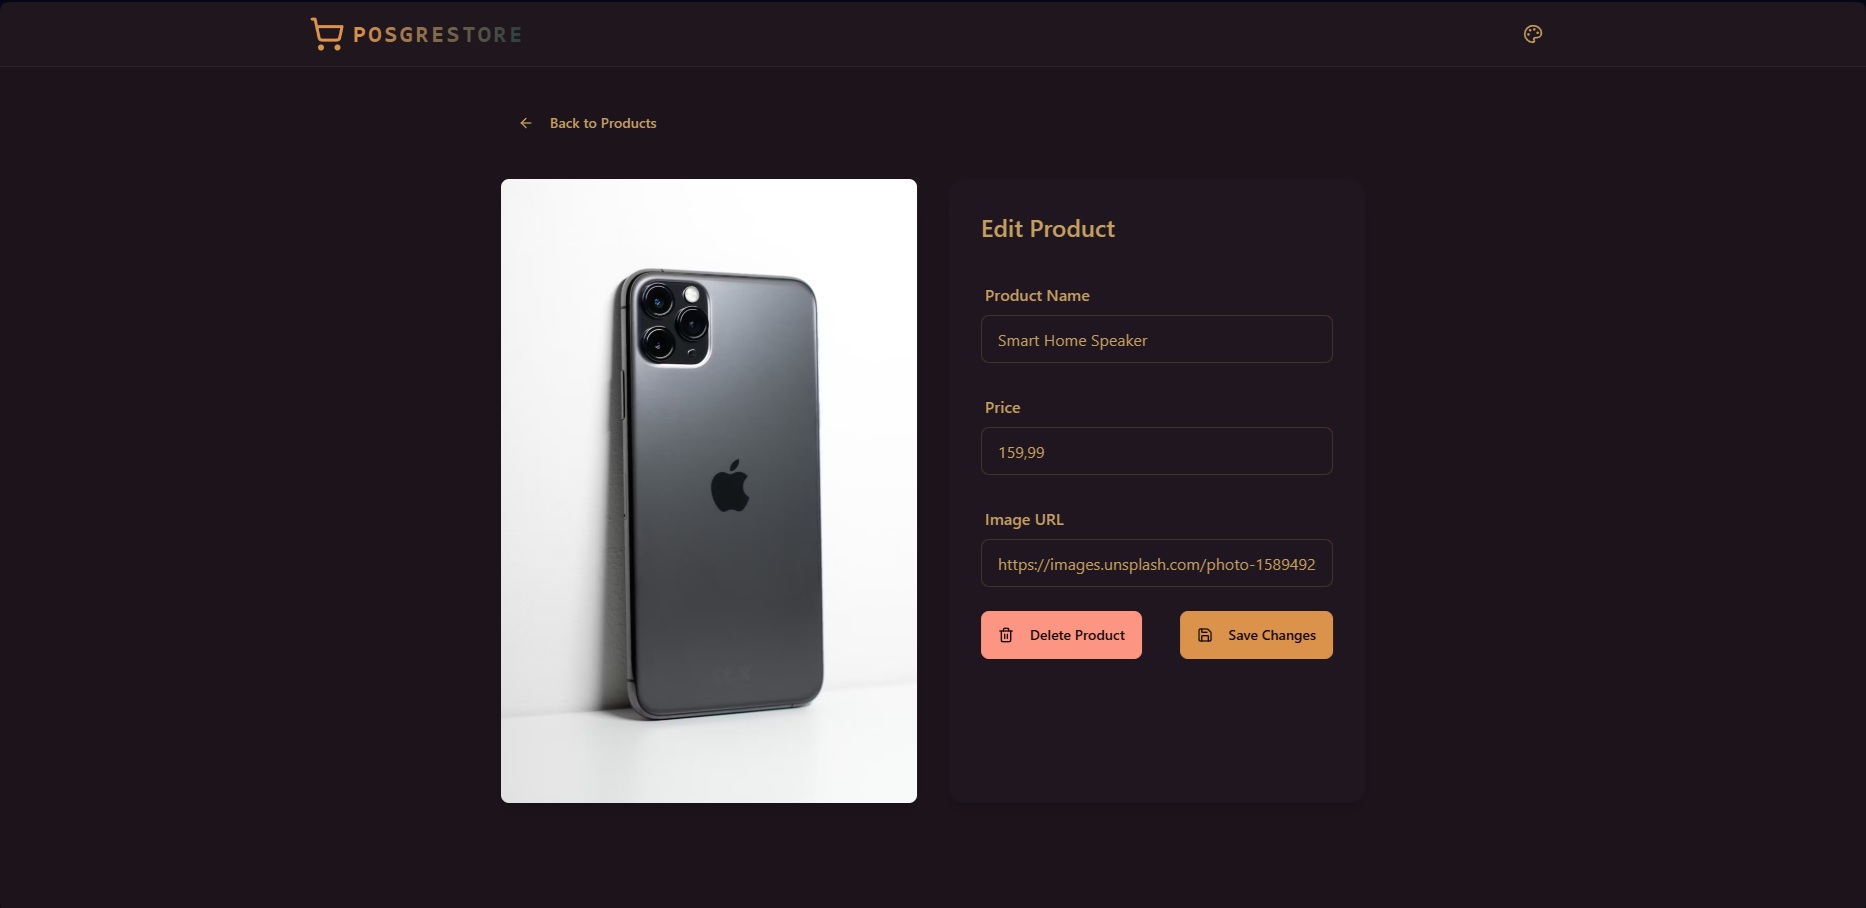 POSGRESTORE
Back to Products
Edit Product
Product Name
Smart Home Speaker
Price
159,99
Image URL
https://images.unsplash.com/photo-1589492
Delete Product
Save Changes